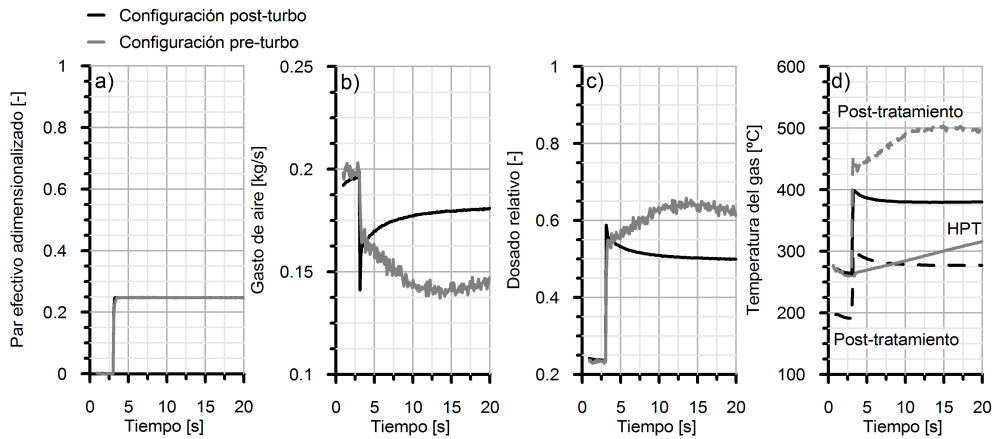 Configuración post-turbo
Configuración pre-turbo
a)
Par efectivo adimensionalizado [-]
1
0.8
0.6
0.4
0.2
0
0 5 10 15 20
Tiempo [s]
b)
Gasto de aire [kg/s]
0.25
0.2
0.15
0.1
0 5 10 15 20
Tiempo [s]
c)
Dosado relativo [-]
1
0.8
0.6
0.4
0.2
0 5 10 15 20
Tiempo [s]
d)
Temperatura del gas [ºC]
600
500
400
300
200
100
Post-tratamiento
HPT
Post-tratamiento
0 5 10 15 20
Tiempo [s]